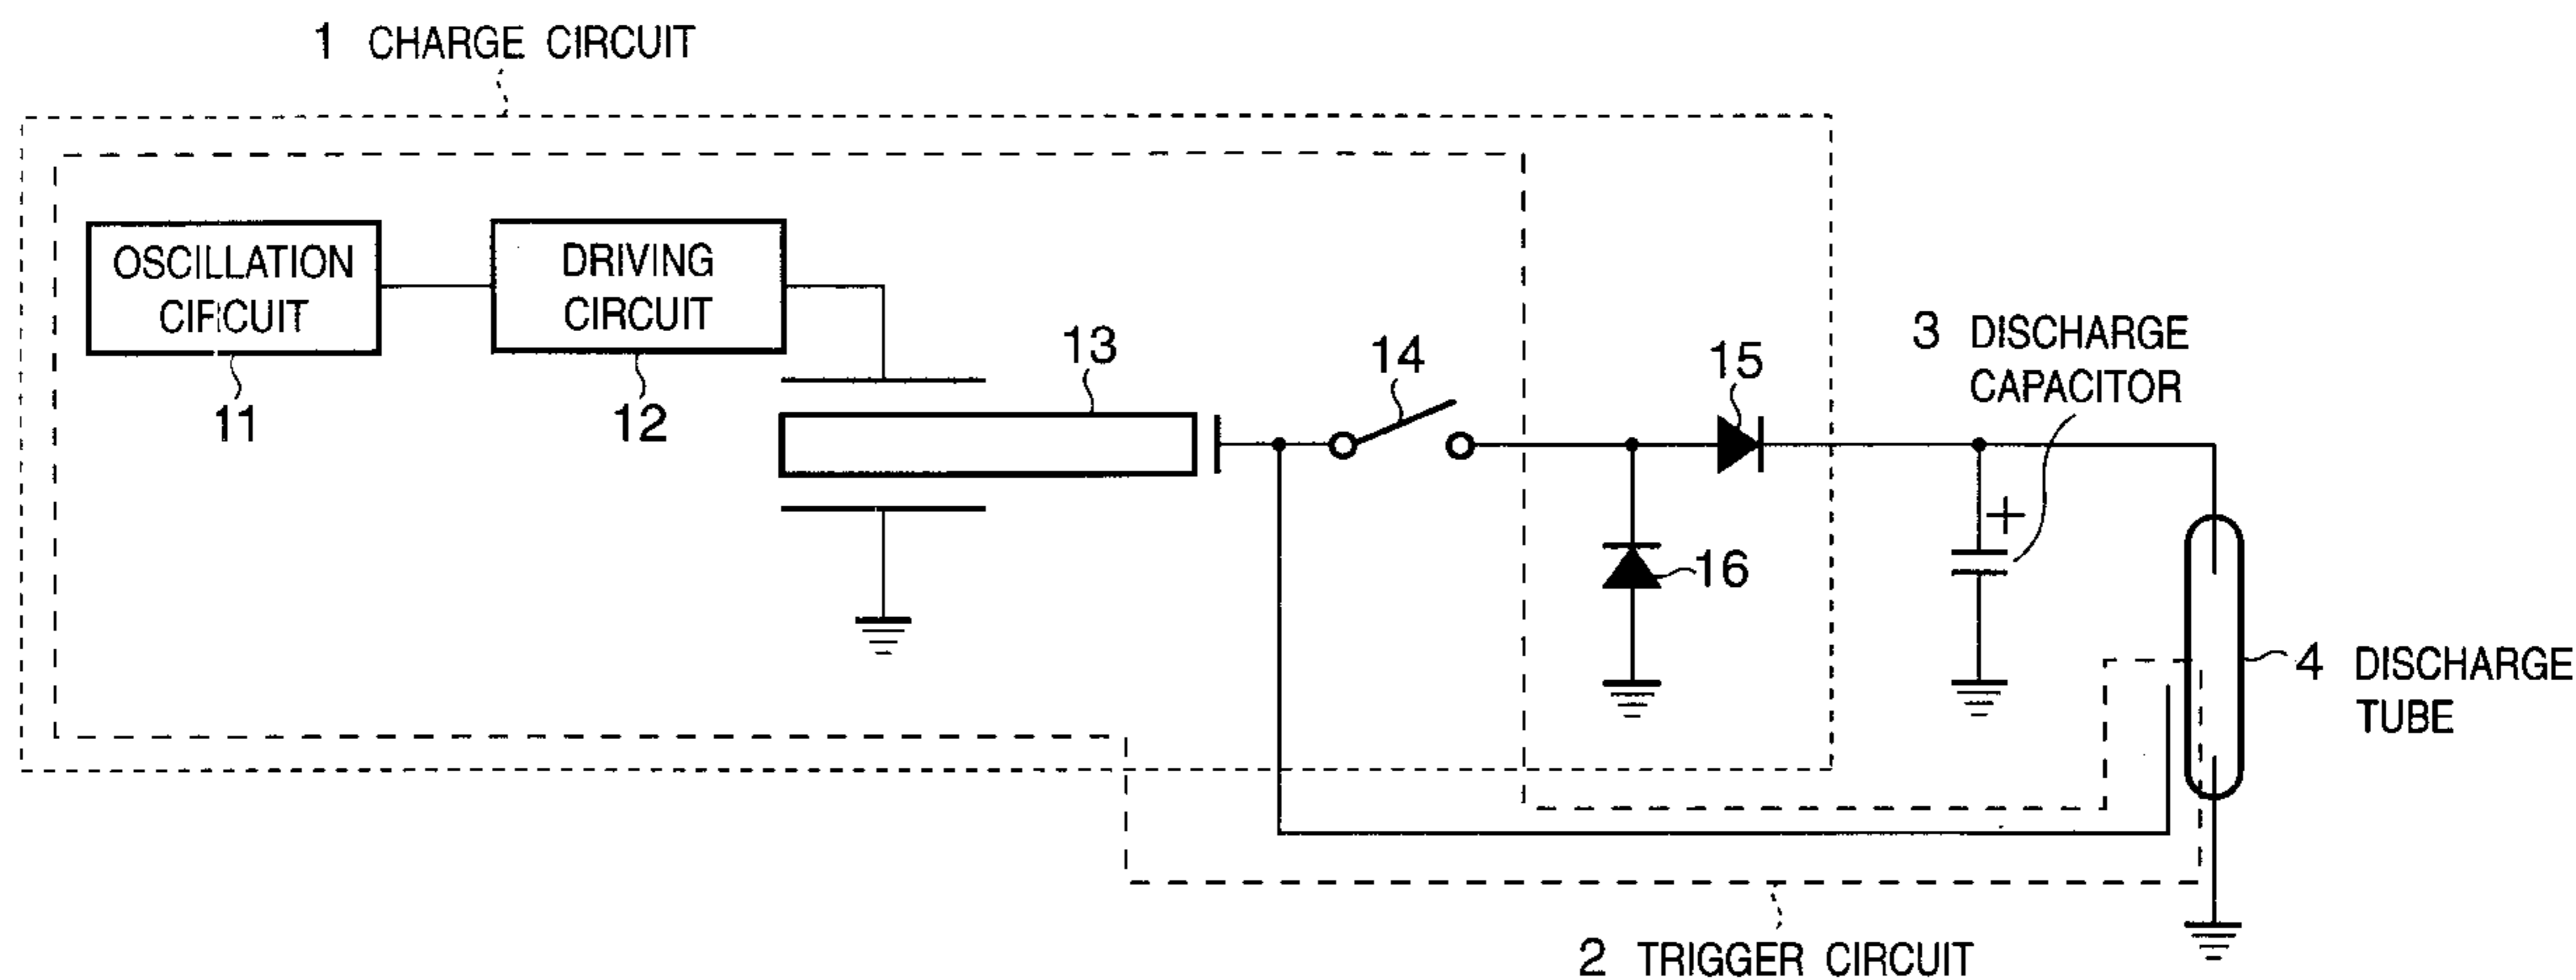 1 CHARGE CIRCUIT
OSCILLATION
CIRCUIT
11
DRIVING
CIRCUIT
12
13
14
15
16
3 DISCHARGE
CAPACITOR
+
4 DISCHARGE
TUBE
2 TRIGGER CIRCUIT